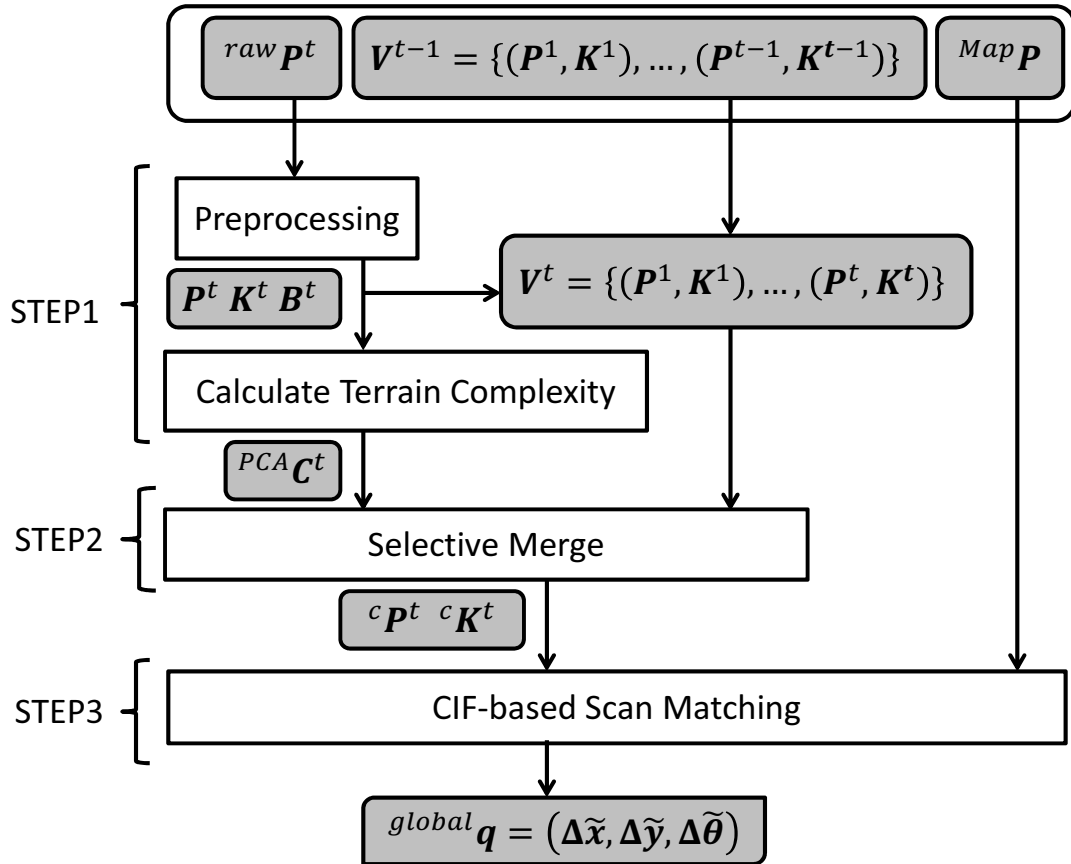 raw P^t
V^{t−1} = {(P^1, K^1), ..., (P^{t−1}, K^{t−1})}
Map P
Preprocessing
STEP1
P^t K^t B^t
V^t = {(P^1, K^1), ..., (P^t, K^t)}
Calculate Terrain Complexity
PCA C^t
STEP2
Selective Merge
c P^t c K^t
STEP3
CIF-based Scan Matching
global q = (Δx̃, Δỹ, Δθ̃)